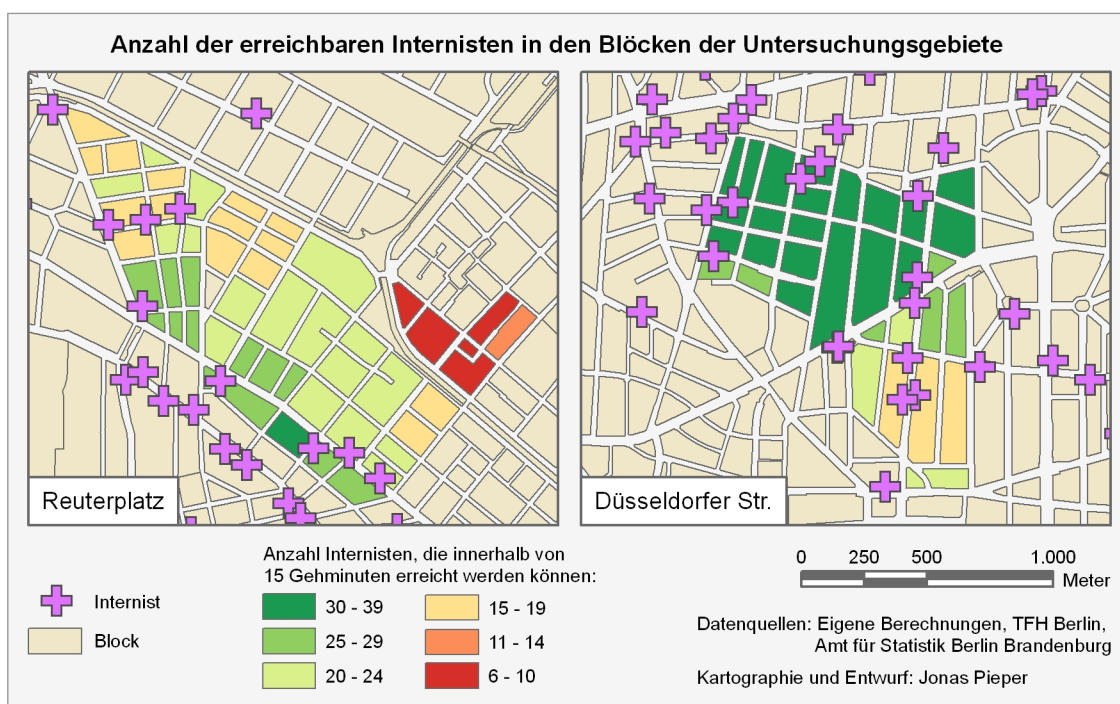 Anzahl der erreichbaren Internisten in den Blöcken der Untersuchungsgebiete
Reuterplatz
Düsseldorfer Str.
Internist
Block
Anzahl Internisten, die innerhalb von
15 Gehminuten erreicht werden können:
30 - 39
25 - 29
20 - 24
15 - 19
11 - 14
6 - 10
0 250 500 1.000
Meter
Datenquellen: Eigene Berechnungen, TFH Berlin,
Amt für Statistik Berlin Brandenburg
Kartographie und Entwurf: Jonas Pieper